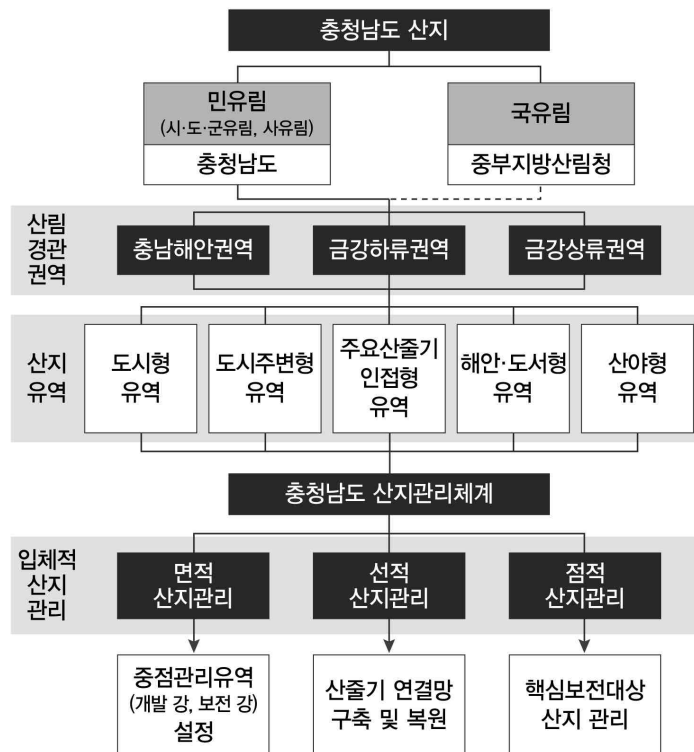 충청남도 산지
민유림
(시·도·군유림, 사유림)
충청남도
국유림
중부지방산림청
산림
경관
권역
충남해안권역
금강하류권역
금강상류권역
산지
유역
도시형
유역
도시주변형
유역
주요산줄기
인접형
유역
해안·도서형
유역
산야형
유역
충청남도 산지관리체계
입체적
산지
관리
면적
산지관리
선적
산지관리
점적
산지관리
중점관리유역
(개발 강, 보전 강)
설정
산줄기 연결망
구축 및 복원
핵심보전대상
산지 관리